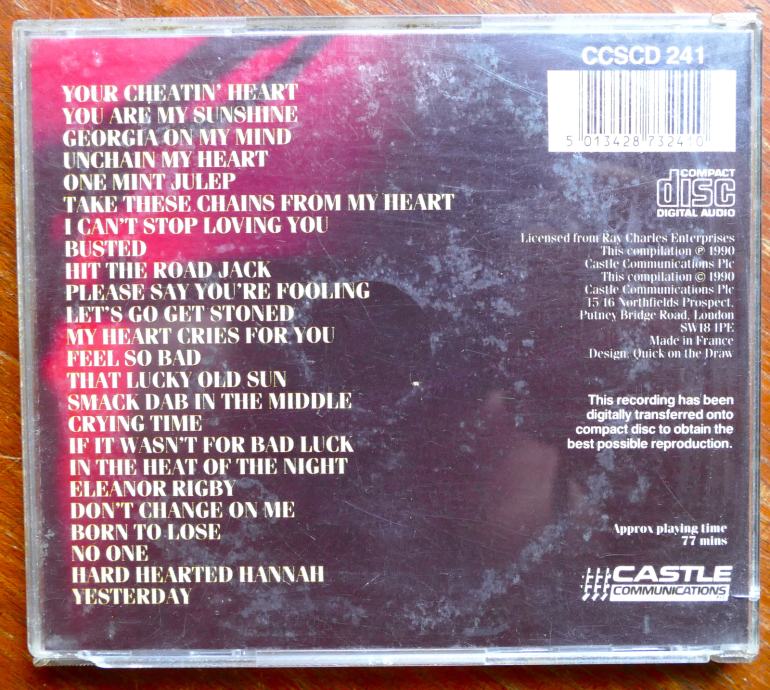 YOUR CHEATIN' HEART
YOU ARE MY SUNSHINE
GEORGIA ON MY MIND
UNCHAIN MY HEART
ONE MINT JULEP
TAKE THESE CHAINS FROM MY HEART
I CAN'T STOP LOVING YOU
BUSTED
HIT THE ROAD JACK
PLEASE SAY YOU'RE FOOLING
LET'S GO GET STONED
MY HEART CRIES FOR YOU
FEEL SO BAD
THAT LUCKY OLD SUN
SMACK DAB IN THE MIDDLE
CRYING TIME
IF IT WASN'T FOR BAD LUCK
IN THE HEAT OF THE NIGHT
ELEANOR RIGBY
DON'T CHANGE ON ME
BORN TO LOSE
NO ONE
HARD HEARTED HANNAH
YESTERDAY
CCSCD 241
5 013428 732410
COMPACT
disc
DIGITAL AUDIO
Licensed from Ray Charles Enterprises
This compilation ℗ 1990
Castle Communications Plc
This compilation © 1990
Castle Communications Plc
15 16 Northfields Prospect,
Putney Bridge Road, London
SW18 1PE
Made in France
Design: Quick on the Draw
This recording has been
digitally transferred onto
compact disc to obtain the
best possible reproduction.
Approx playing time
77 mins
CASTLE
COMMUNICATIONS